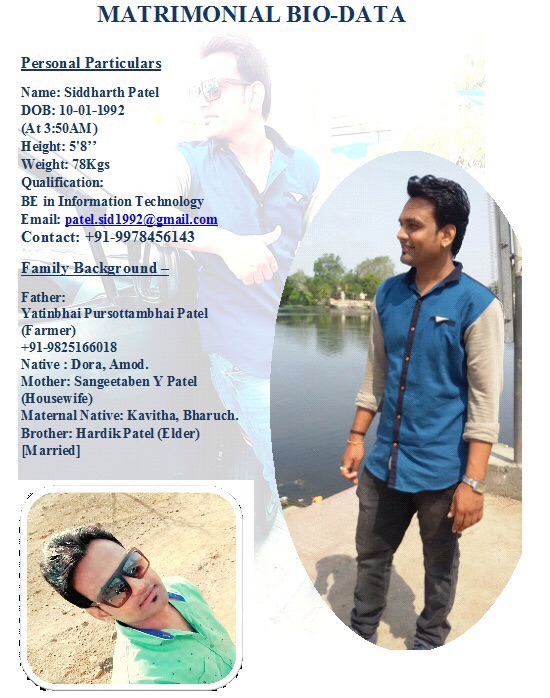 MATRIMONIAL BIO-DATA
Personal Particulars
Name: Siddharth Patel
DOB: 10-01-1992
(At 3:50AM)
Height: 5'8’’
Weight: 78Kgs
Qualification:
BE in Information Technology
Email: patel.sid1992@gmail.com
Contact: +91-9978456143
Family Background –
Father:
Yatinbhai Pursottambhai Patel
(Farmer)
+91-9825166018
Native : Dora, Amod.
Mother: Sangeetaben Y Patel
(Housewife)
Maternal Native: Kavitha, Bharuch.
Brother: Hardik Patel (Elder)
[Married]